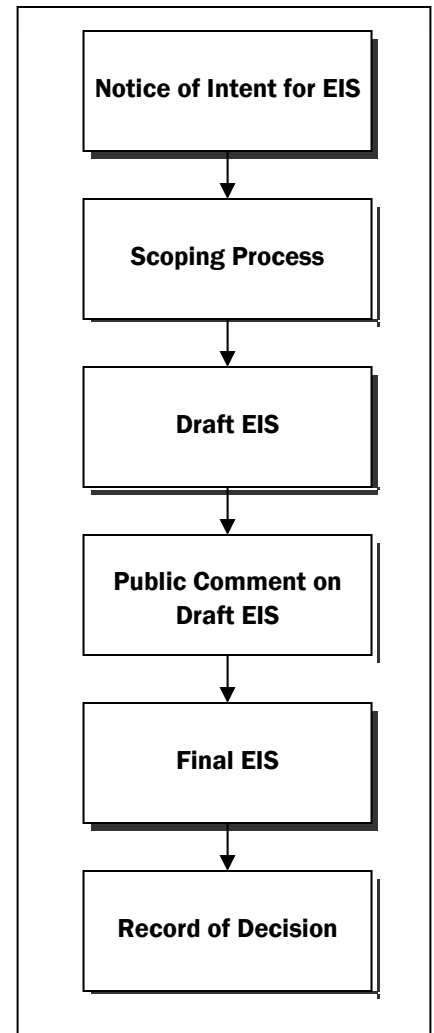 Notice of Intent for EIS
Scoping Process
Draft EIS
Public Comment on
Draft EIS
Final EIS
Record of Decision